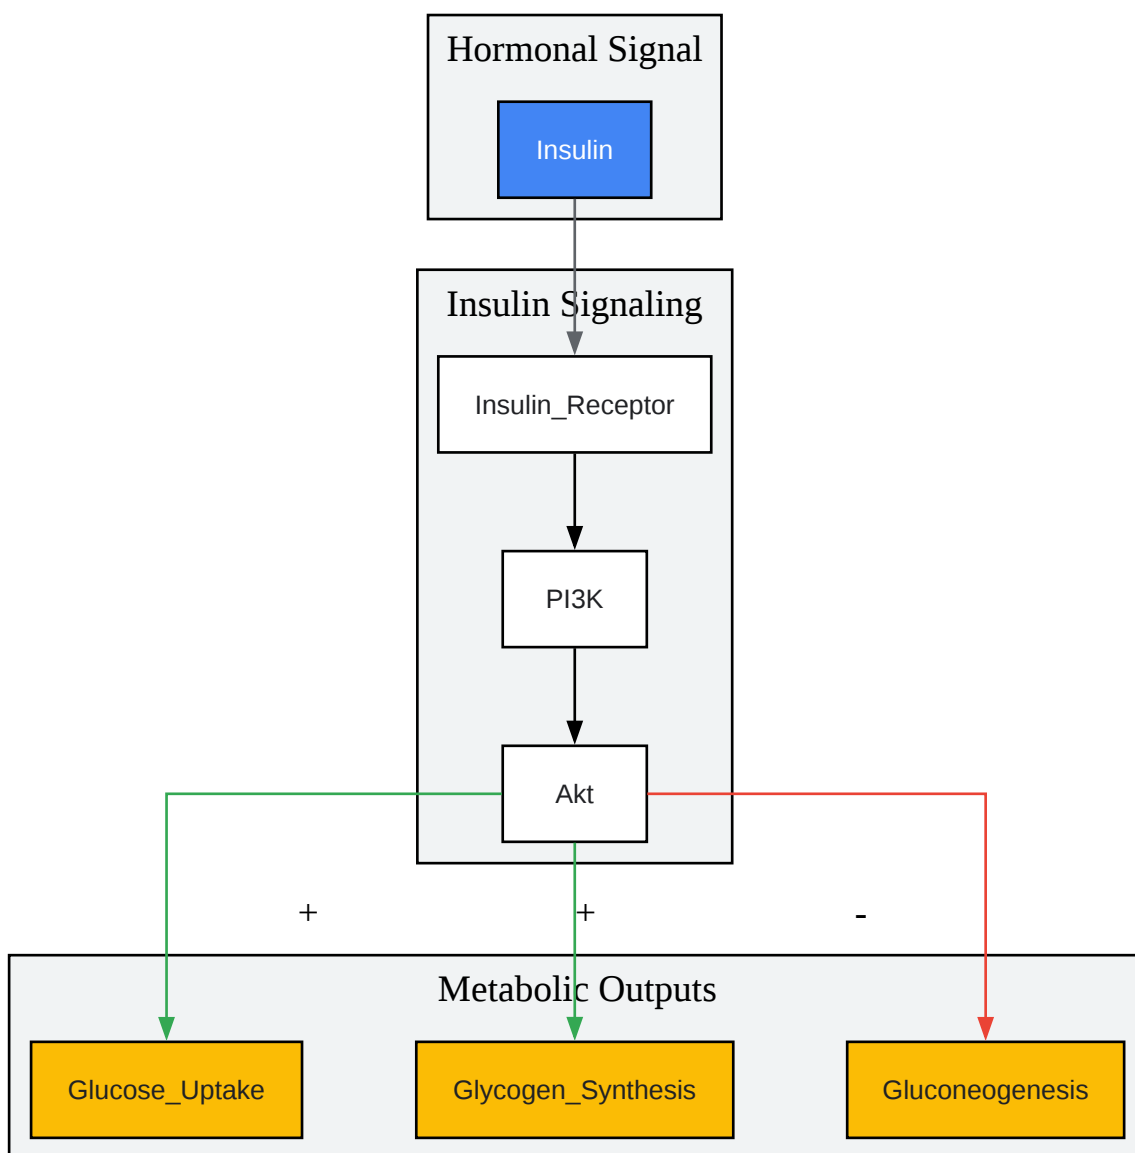 Hormonal Signal
Insulin
Insulin Signaling
Insulin_Receptor
PI3K
Akt
+ + -
Metabolic Outputs
Glucose_Uptake Glycogen_Synthesis Gluconeogenesis